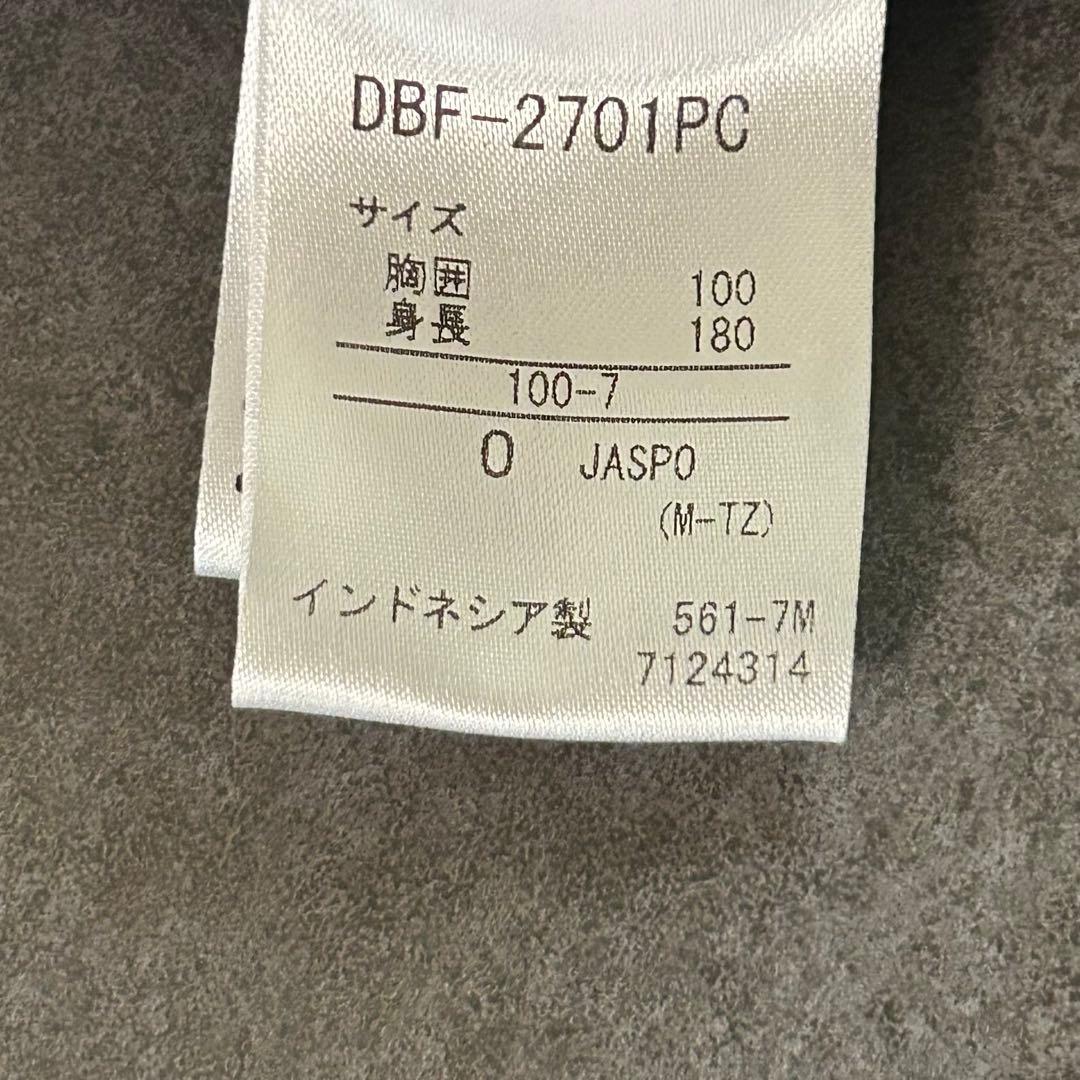 DBF-2701PC
サイズ
胸囲 100
身長 180
100-7
O JASPO
(M-TZ)
インドネシア製 561-7M
7124314